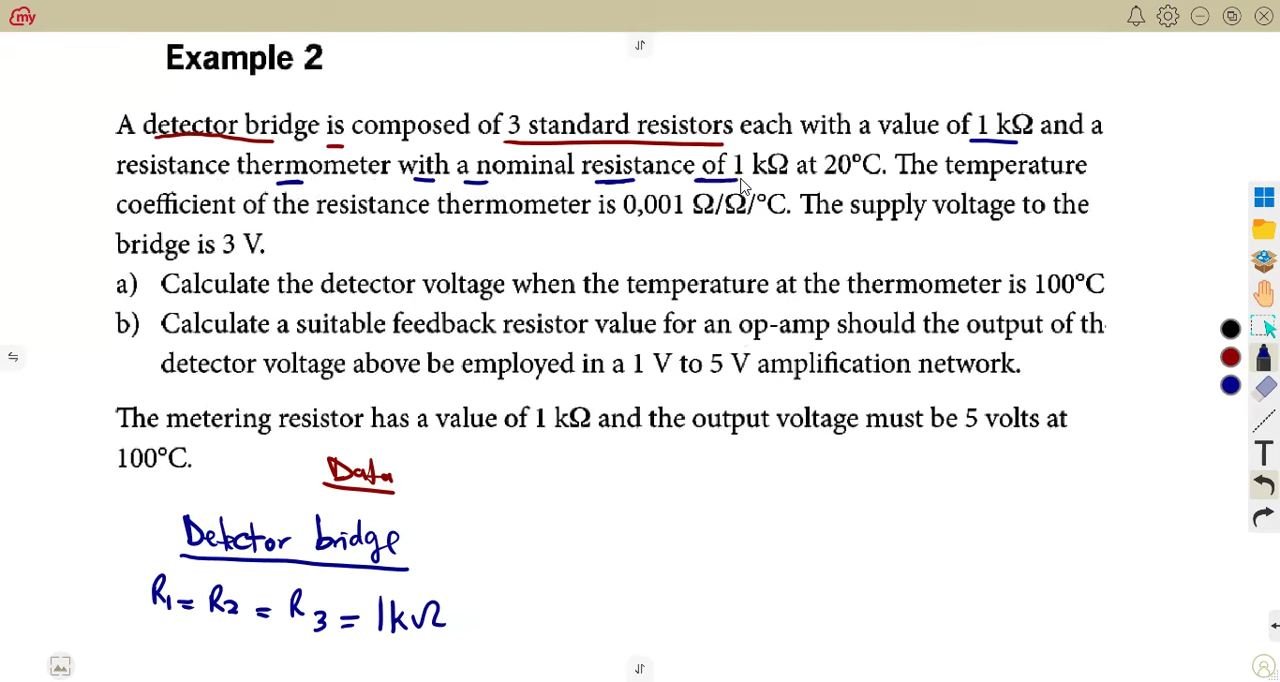 my
Example 2
A detector bridge is composed of 3 standard resistors each with a value of 1 kΩ and a
resistance thermometer with a nominal resistance of 1 kΩ at 20°C. The temperature
coefficient of the resistance thermometer is 0,001 Ω/Ω/°C. The supply voltage to the
bridge is 3 V.
a) Calculate the detector voltage when the temperature at the thermometer is 100°C
b) Calculate a suitable feedback resistor value for an op-amp should the output of th
detector voltage above be employed in a 1 V to 5 V amplification network.
The metering resistor has a value of 1 kΩ and the output voltage must be 5 volts at
100°C.
Data
Detector bridge
R1 = R2 = R3 = 1kΩ
T